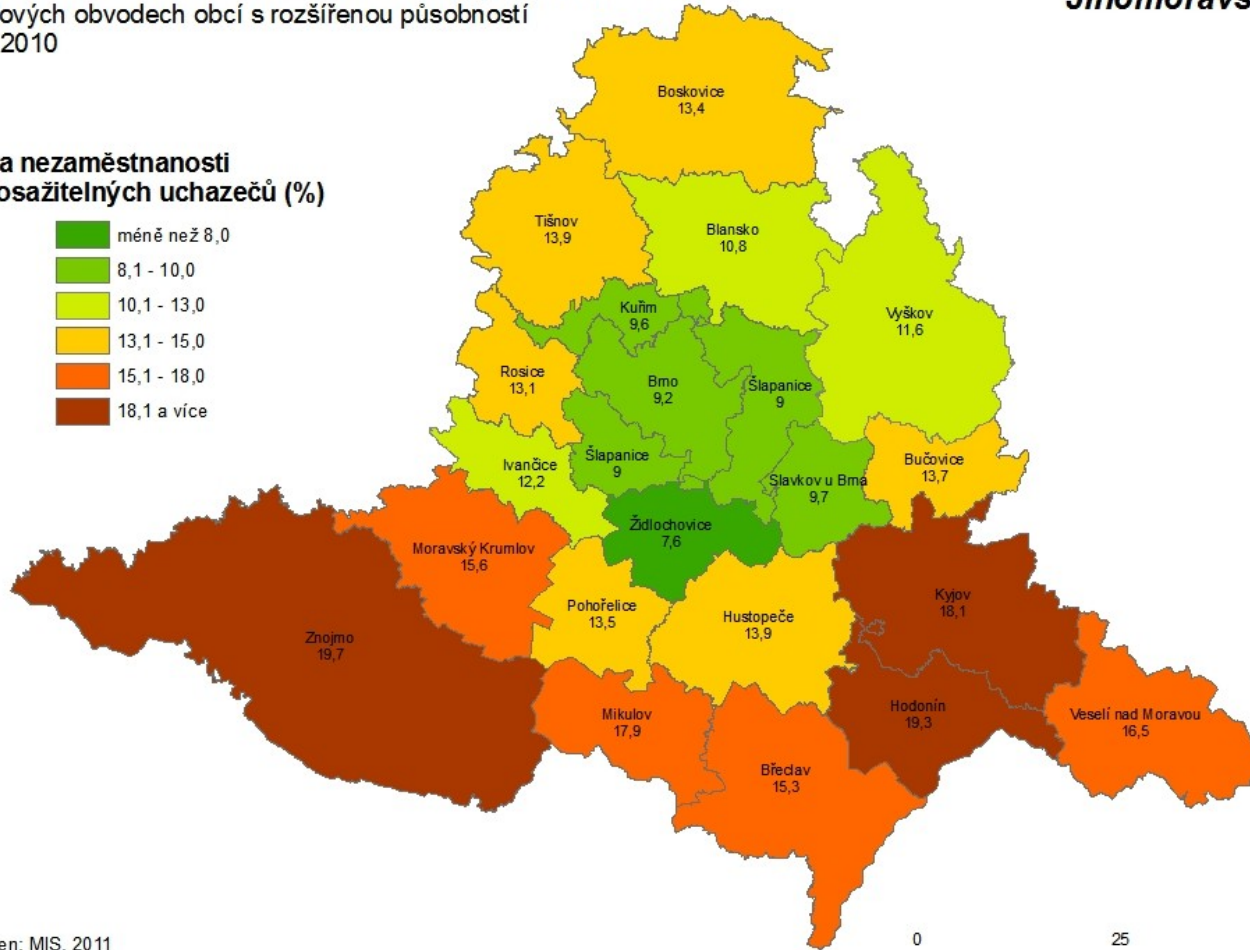 ových obvodech obcí s rozšířenou působností
2010
Jihomoravs
a nezaměstnanosti
osažitelných uchazečů (%)
méně než 8,0
8,1 - 10,0
10,1 - 13,0
13,1 - 15,0
15,1 - 18,0
18,1 a více
Boskovice
13,4
Tišnov
13,9
Blansko
10,8
Kuřim
9,6
Vyškov
11,6
Rosice
13,1
Brno
9,2
Šlapanice
9
Ivančice
12,2
Šlapanice
9
Slavkov u Brna
9,7
Bučovice
13,7
Židlochovice
7,6
Moravský Krumlov
15,6
Pohořelice
13,5
Hustopeče
13,9
Kyjov
18,1
Znojmo
19,7
Mikulov
17,9
Hodonín
19,3
Veselí nad Moravou
16,5
Břeclav
15,3
en: MIS, 2011
0 25